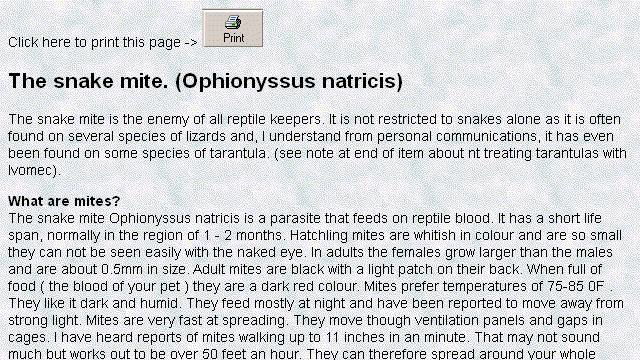 Click here to print this page ->
Print
The snake mite. (Ophionyssus natricis)
The snake mite is the enemy of all reptile keepers. It is not restricted to snakes alone as it is often
found on several species of lizards and, I understand from personal communications, it has even
been found on some species of tarantula. (see note at end of item about nt treating tarantulas with
Ivomec).
What are mites?
The snake mite Ophionyssus natricis is a parasite that feeds on reptile blood. It has a short life
span, normally in the region of 1 - 2 months. Hatchling mites are whitish in colour and are so small
they can not be seen easily with the naked eye. In adults the females grow larger than the males
and are about 0.5mm in size. Adult mites are black with a light patch on their back. When full of
food ( the blood of your pet ) they are a dark red colour. Mites prefer temperatures of 75-85 0F .
They like it dark and humid. They feed mostly at night and have been reported to move away from
strong light. Mites are very fast at spreading. They move though ventilation panels and gaps in
cages. I have heard reports of mites walking up to 11 inches in an minute. That may not sound
much but works out to be over 50 feet an hour. They can therefore spread around your whole